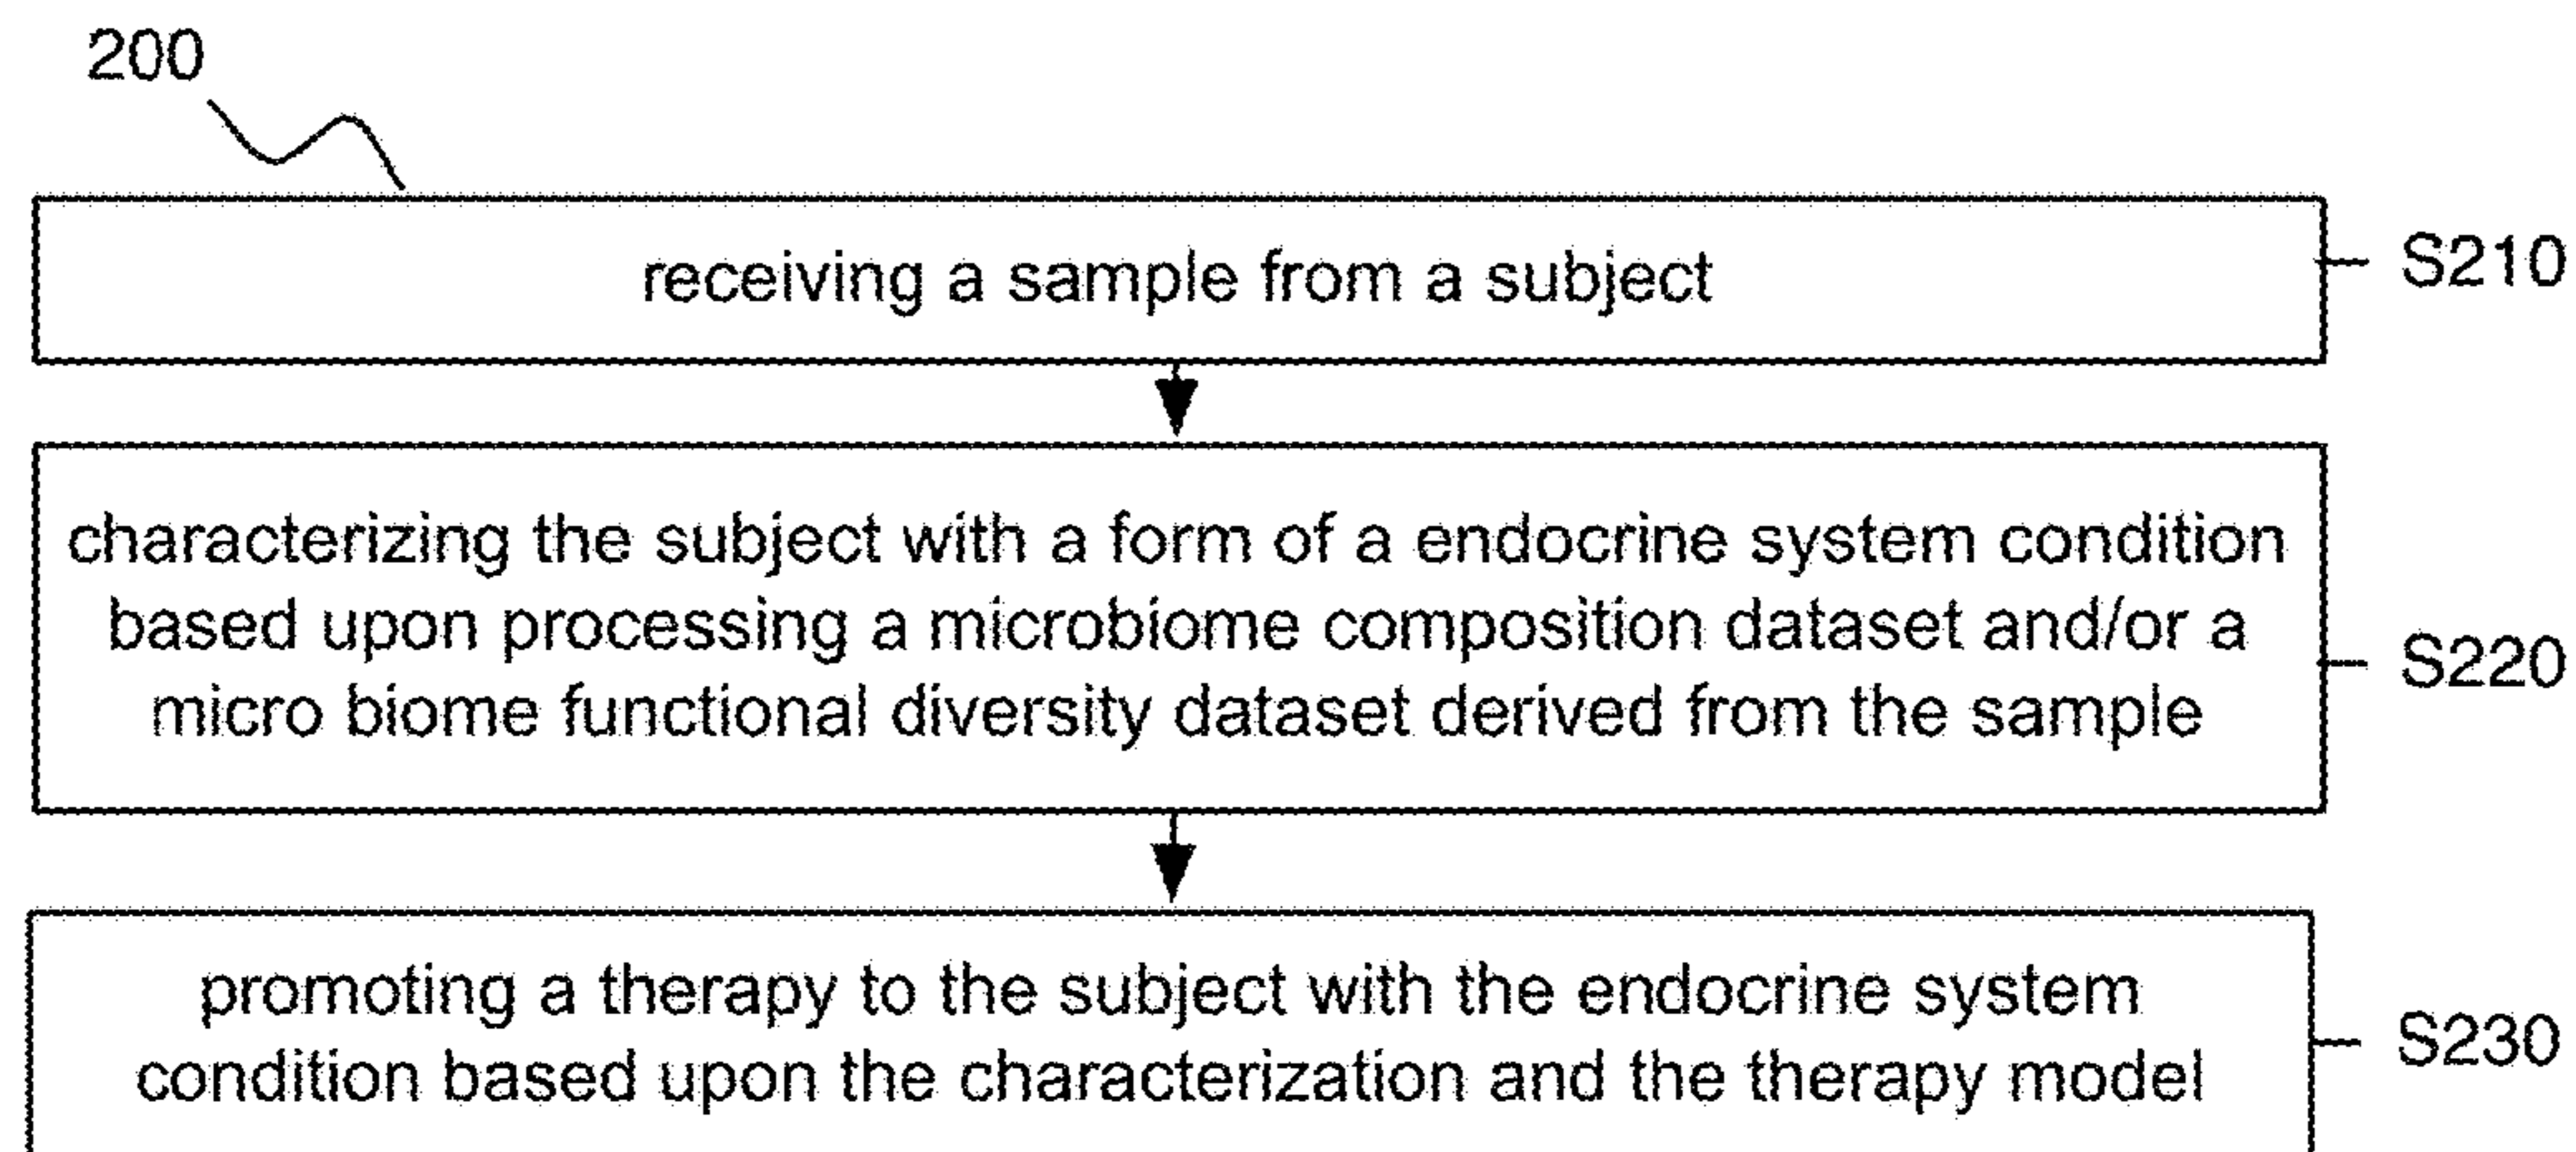 200
receiving a sample from a subject
S210
characterizing the subject with a form of a endocrine system condition
based upon processing a microbiome composition dataset and/or a
micro biome functional diversity dataset derived from the sample
S220
promoting a therapy to the subject with the endocrine system
condition based upon the characterization and the therapy model
S230